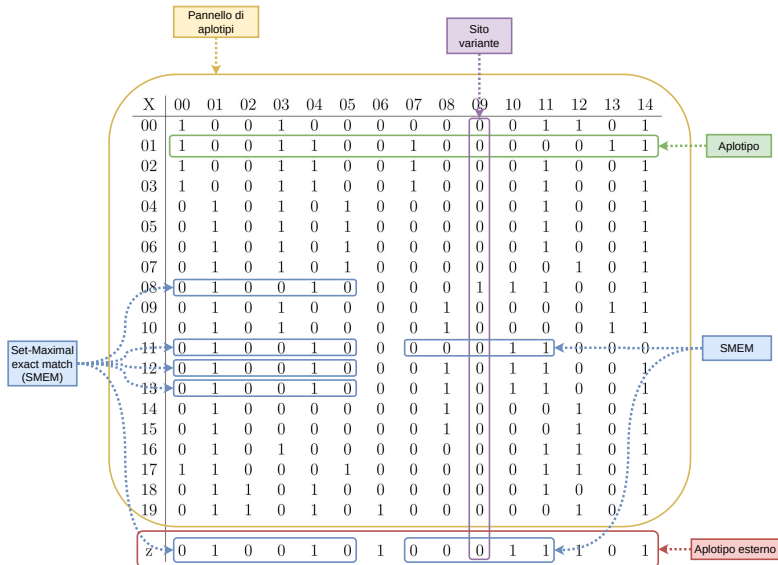 Pannello di
aplotipi
Sito
variante
X 00 01 02 03 04 05 06 07 08 09 10 11 12 13 14
00 1 0 0 1 0 0 0 0 0 0 0 1 1 0 1
01 1 0 0 1 1 0 0 1 0 0 0 0 0 1 1
Aplotipo
02 1 0 0 1 1 0 0 1 0 0 0 1 0 0 1
03 1 0 0 1 1 0 0 1 0 0 0 1 0 0 1
04 0 1 0 1 0 1 0 0 0 0 0 1 0 0 1
05 0 1 0 1 0 1 0 0 0 0 0 1 0 0 1
06 0 1 0 1 0 1 0 0 0 0 0 1 0 0 1
07 0 1 0 1 0 1 0 0 0 0 0 0 1 0 1
08 0 1 0 0 1 0 0 0 0 1 1 1 0 0 1
09 0 1 0 1 0 0 0 0 1 0 0 0 0 1 1
10 0 1 0 1 0 0 0 0 1 0 0 0 0 1 1
11 0 1 0 0 1 0 0 0 0 0 1 1 0 0 0
Set-Maximal
exact match
(SMEM)
SMEM
12 0 1 0 0 1 0 0 0 1 0 1 1 0 0 1
13 0 1 0 0 1 0 0 0 1 0 1 1 0 0 1
14 0 1 0 0 0 0 0 0 1 0 0 0 1 0 1
15 0 1 0 0 0 0 0 0 1 0 0 0 1 0 1
16 0 1 0 1 0 0 0 0 0 0 0 1 1 0 1
17 1 1 0 0 0 1 0 0 0 0 0 1 1 0 1
18 0 1 1 0 1 0 0 0 0 0 0 1 0 0 1
19 0 1 1 0 1 0 1 0 0 0 0 0 1 0 1
z 0 1 0 0 1 0 1 0 0 0 1 1 1 0 1
Aplotipo esterno